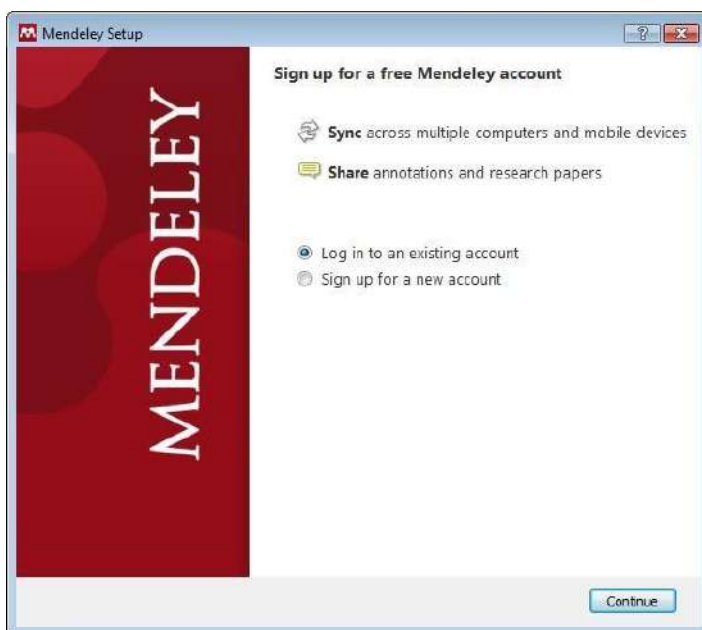 Mendeley Setup
?
MENDELEY
Sign up for a free Mendeley account
Sync across multiple computers and mobile devices
Share annotations and research papers
Log in to an existing account
Sign up for a new account
Continue